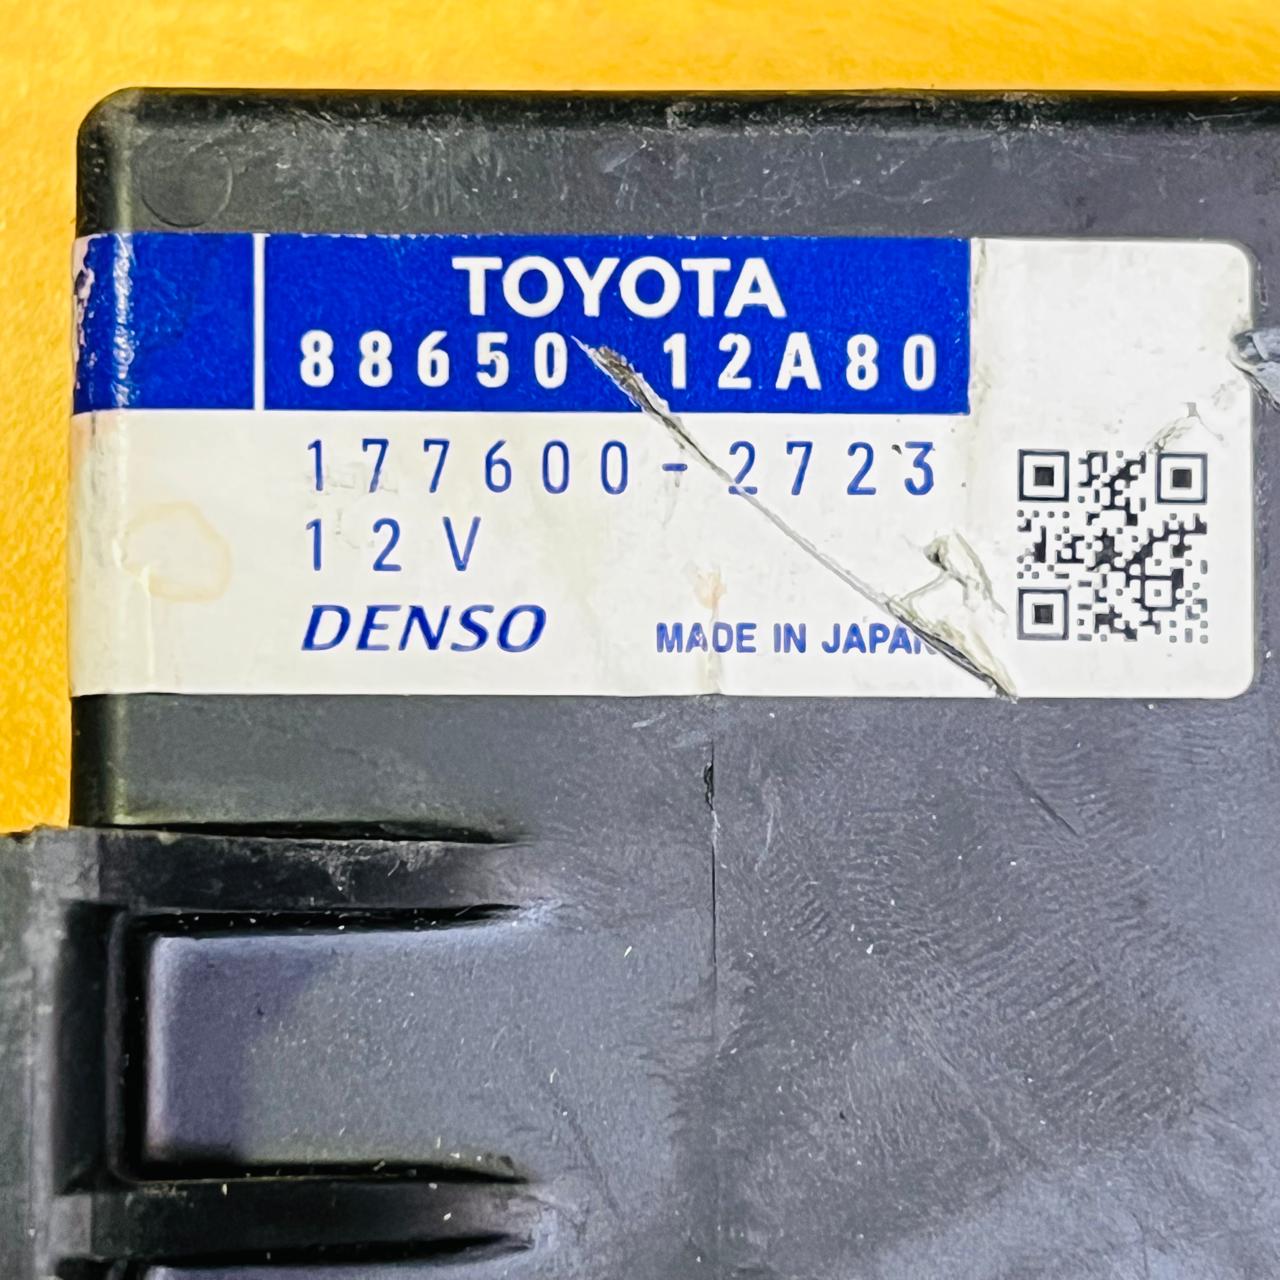 TOYOTA
88650 12A80
177600-2723
12V
DENSO
MADE IN JAPAN